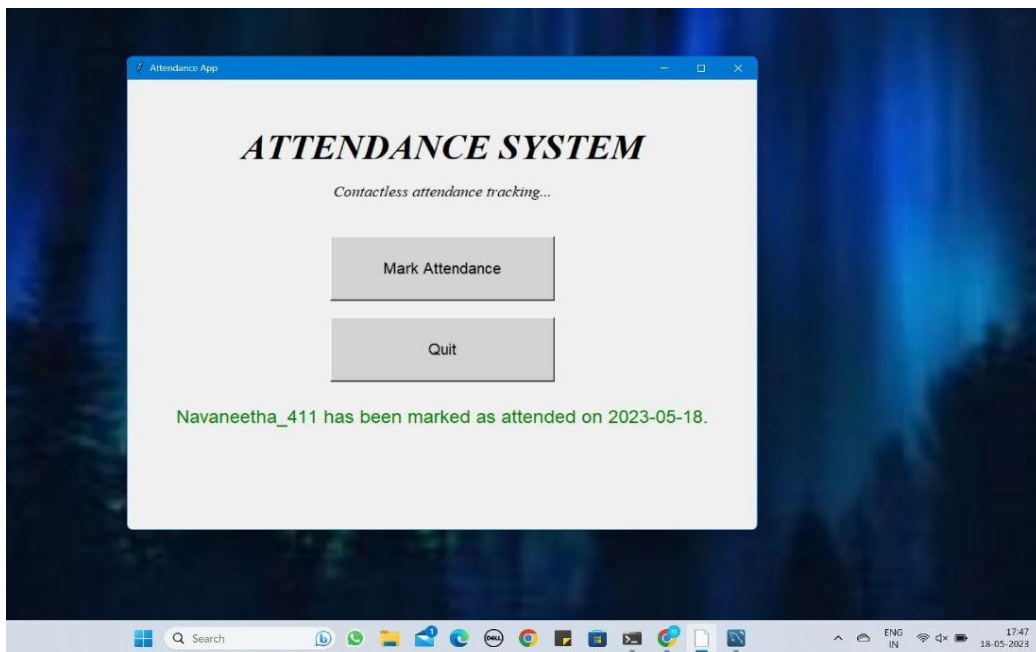 Attendance App
ATTENDANCE SYSTEM
Contactless attendance tracking...
Mark Attendance
Quit
Navaneetha_411 has been marked as attended on 2023-05-18.
Search
DELL
ENG
IN
17:47
18-05-2023